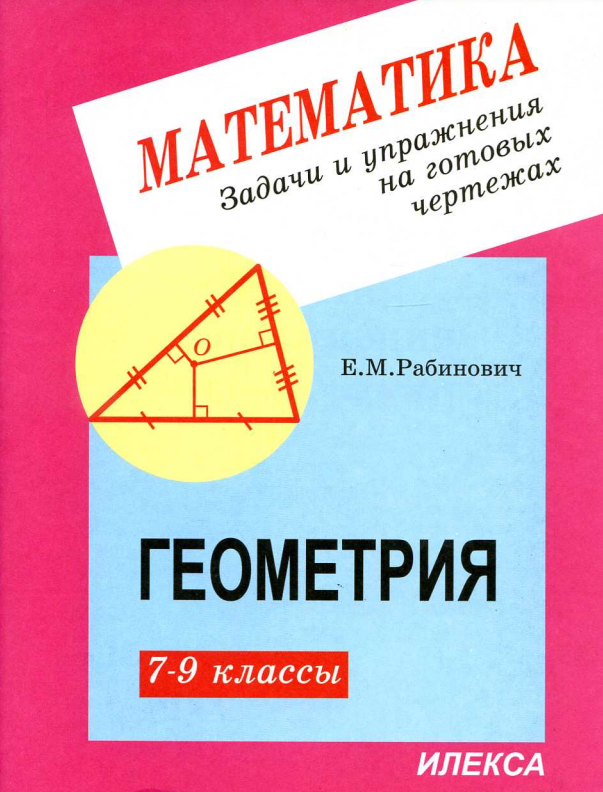 МАТЕМАТИКА
Задачи и упражнения
на готовых
чертежах
O
Е.М.Рабинович
ГЕОМЕТРИЯ
7-9 классы
ИЛЕКСА